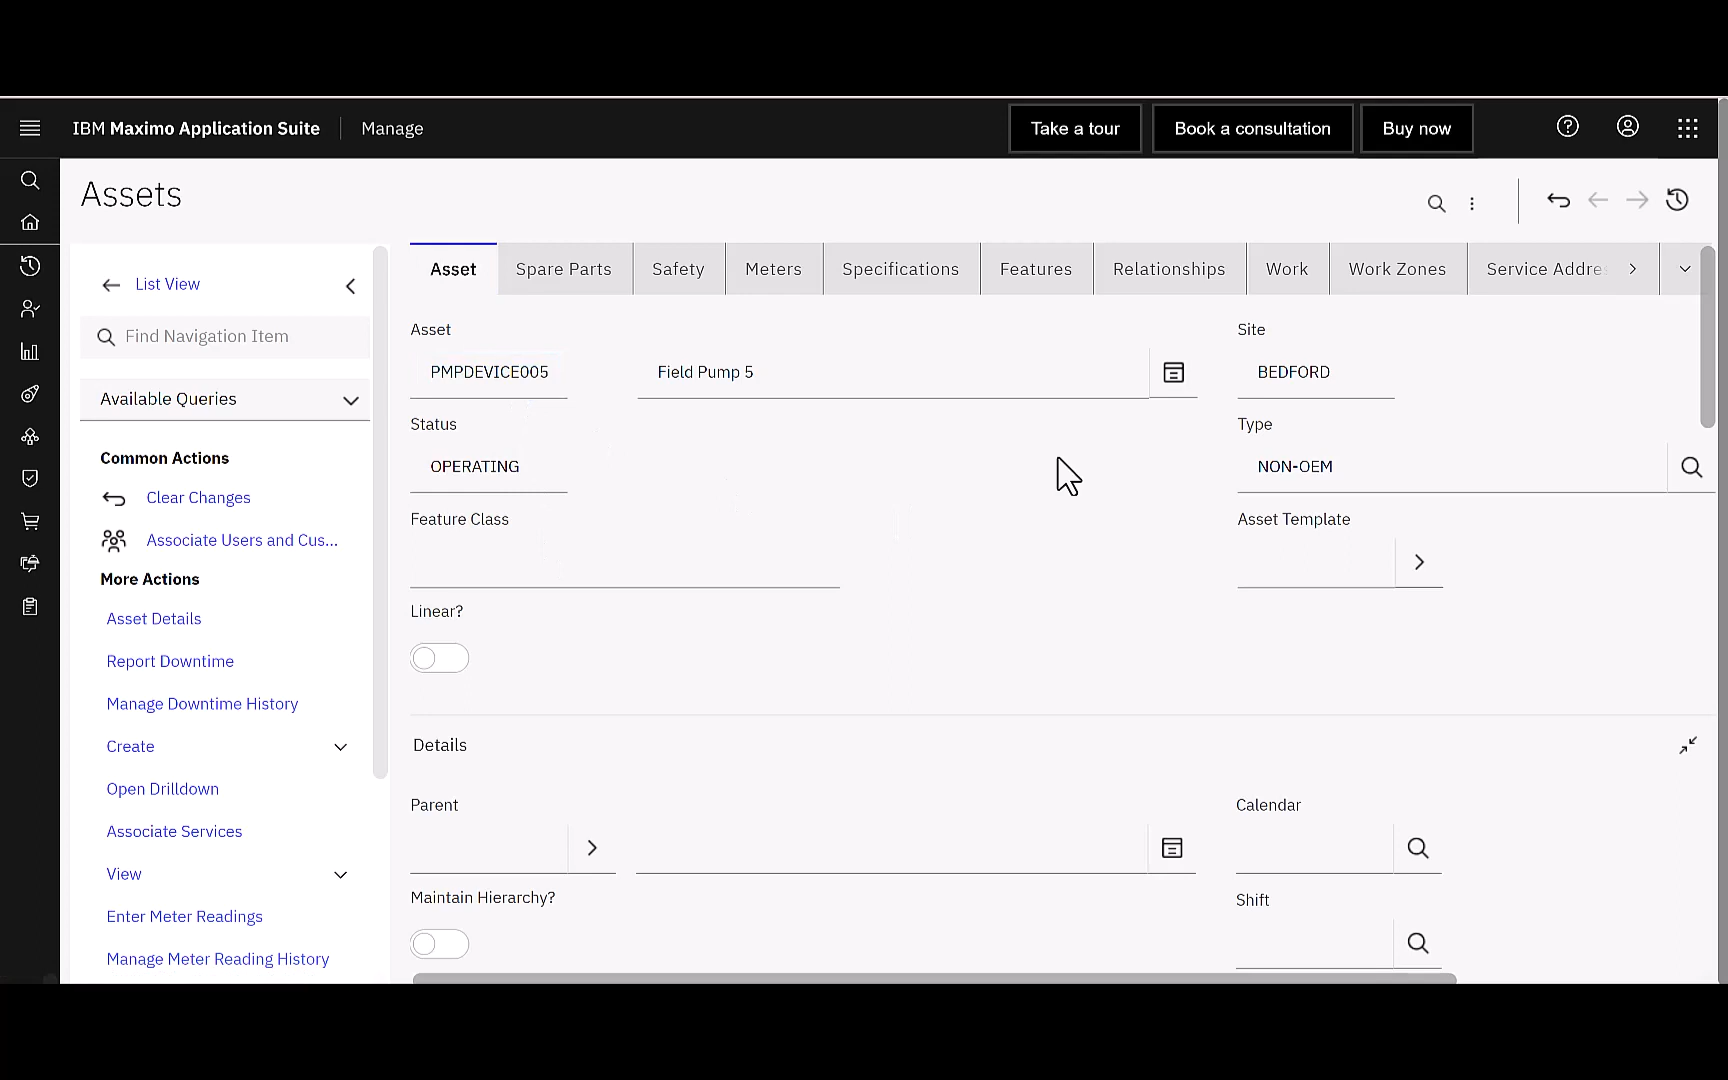 IBM Maximo Application Suite
Manage
Take a tour
Book a consultation
Buy now
Assets
List View
Find Navigation Item
Available Queries
Common Actions
Clear Changes
Associate Users and Cus...
More Actions
Asset Details
Report Downtime
Manage Downtime History
Create
Open Drilldown
Associate Services
View
Enter Meter Readings
Manage Meter Reading History
Asset
Spare Parts
Safety
Meters
Specifications
Features
Relationships
Work
Work Zones
Service Addre
Asset
PMPDEVICE005
Field Pump 5
Site
BEDFORD
Status
OPERATING
Type
NON-OEM
Feature Class
Asset Template
Linear?
Details
Parent
Calendar
Maintain Hierarchy?
Shift